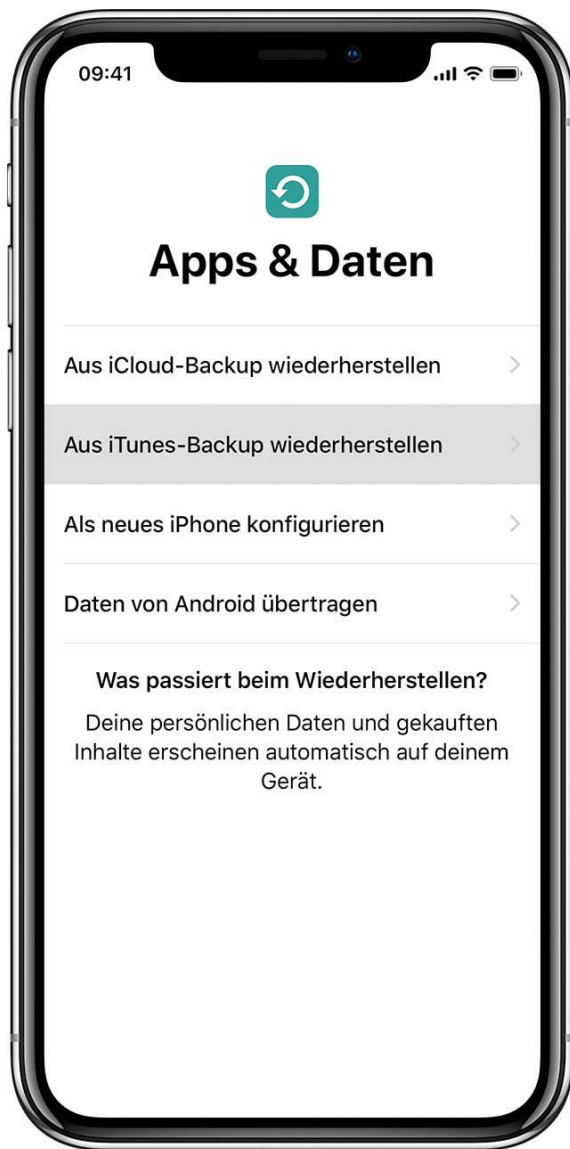 09:41
Apps & Daten
Aus iCloud-Backup wiederherstellen
Aus iTunes-Backup wiederherstellen
Als neues iPhone konfigurieren
Daten von Android übertragen
Was passiert beim Wiederherstellen?
Deine persönlichen Daten und gekauften
Inhalte erscheinen automatisch auf deinem
Gerät.